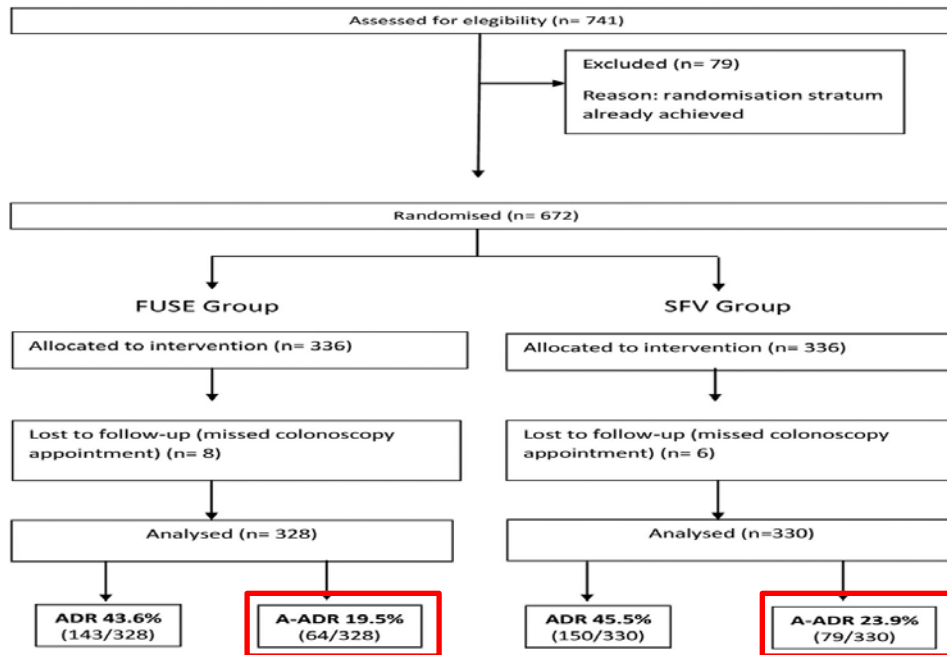 Assessed for elegibility (n= 741)
Excluded (n= 79)
Reason: randomisation stratum
already achieved
Randomised (n= 672)
FUSE Group
SFV Group
Allocated to intervention (n= 336)
Allocated to intervention (n= 336)
Lost to follow-up (missed colonoscopy
appointment) (n= 8)
Lost to follow-up (missed colonoscopy
appointment) (n= 6)
Analysed (n= 328)
Analysed (n=330)
ADR 43.6%
(143/328)
A-ADR 19.5%
(64/328)
ADR 45.5%
(150/330)
A-ADR 23.9%
(79/330)